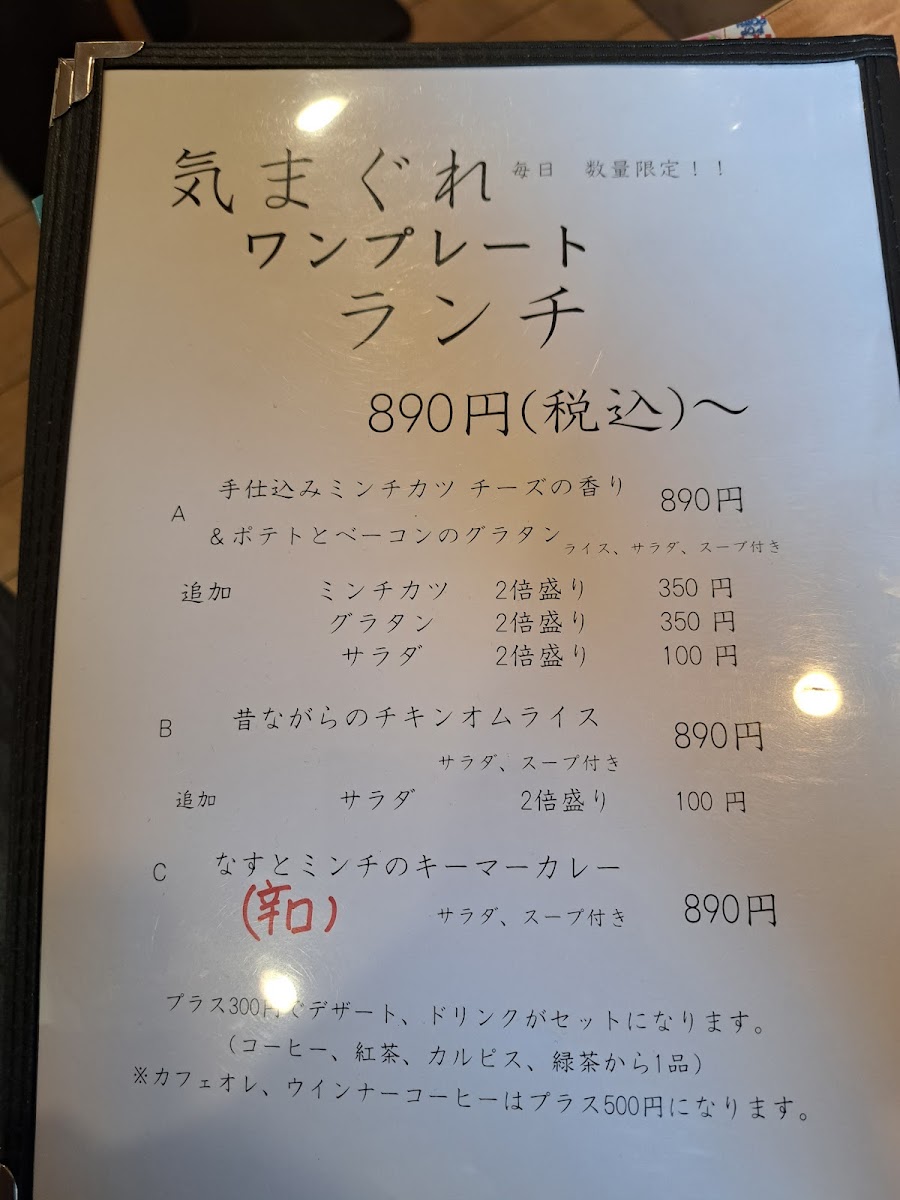 気まぐれ 毎日 数量限定！！
ワンプレート
ランチ
890円(税込)～
A 手仕込みミンチカツ チーズの香り 890円
＆ポテトとベーコンのグラタン ライス、サラダ、スープ付き
追加 ミンチカツ 2倍盛り 350 円
グラタン 2倍盛り 350 円
サラダ 2倍盛り 100 円
B 昔ながらのチキンオムライス 890円
サラダ、スープ付き
追加 サラダ 2倍盛り 100 円
C なすとミンチのキーマーカレー
(辛口) サラダ、スープ付き 890円
プラス300円でデザート、ドリンクがセットになります。
（コーヒー、紅茶、カルピス、緑茶から1品）
※カフェオレ、ウインナーコーヒーはプラス500円になります。